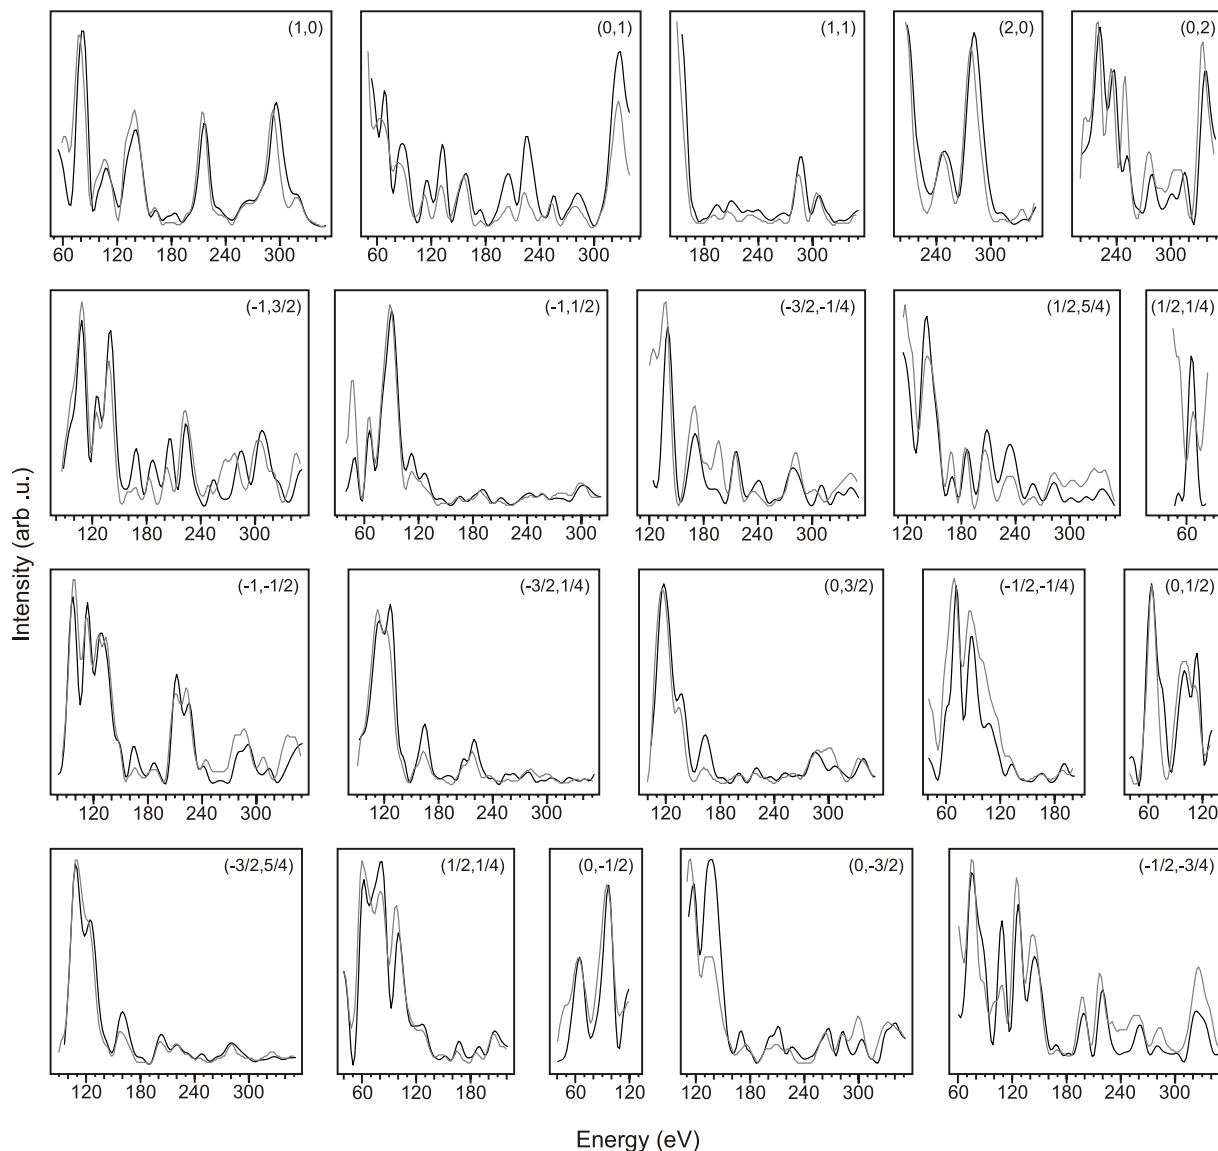 (1,0) (0,1) (1,1) (2,0) (0,2)
60 120 180 240 300 60 120 180 240 300 180 240 300 240 300 240 300
(-1,3/2) (-1,1/2) (-3/2,-1/4) (1/2,5/4) (1/2,1/4)
120 180 240 300 60 120 180 240 300 120 180 240 300 120 180 240 300 60
(-1,-1/2) (-3/2,1/4) (0,3/2) (-1/2,-1/4) (0,1/2)
120 180 240 300 120 180 240 300 120 180 240 300 60 120 180 60 120
(-3/2,5/4) (1/2,1/4) (0,-1/2) (0,-3/2) (-1/2,-3/4)
120 180 240 300 60 120 180 60 120 120 180 240 300 60 120 180 240 300
Intensity (arb .u.)
Energy (eV)